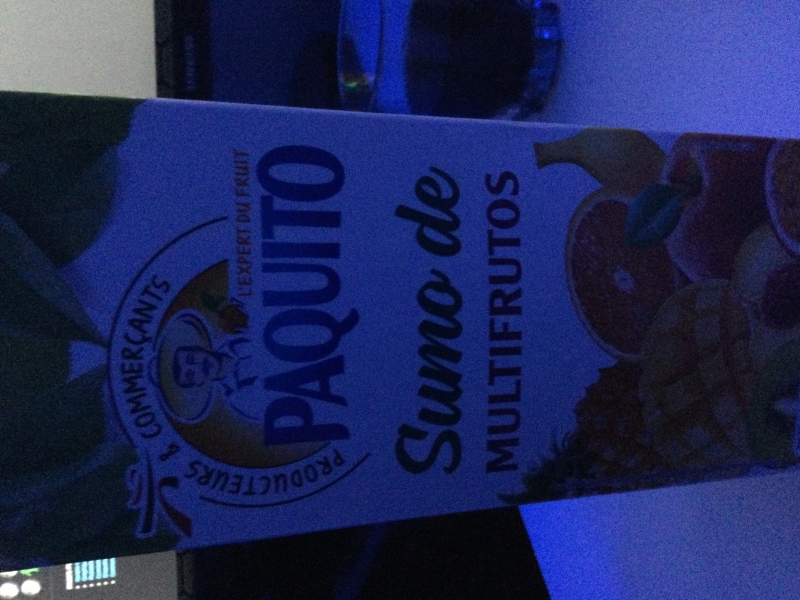 PRODUCTEURS & COMMERÇANTS
L'EXPERT DU FRUIT
PAQUITO
Sumo de
MULTIFRUTOS